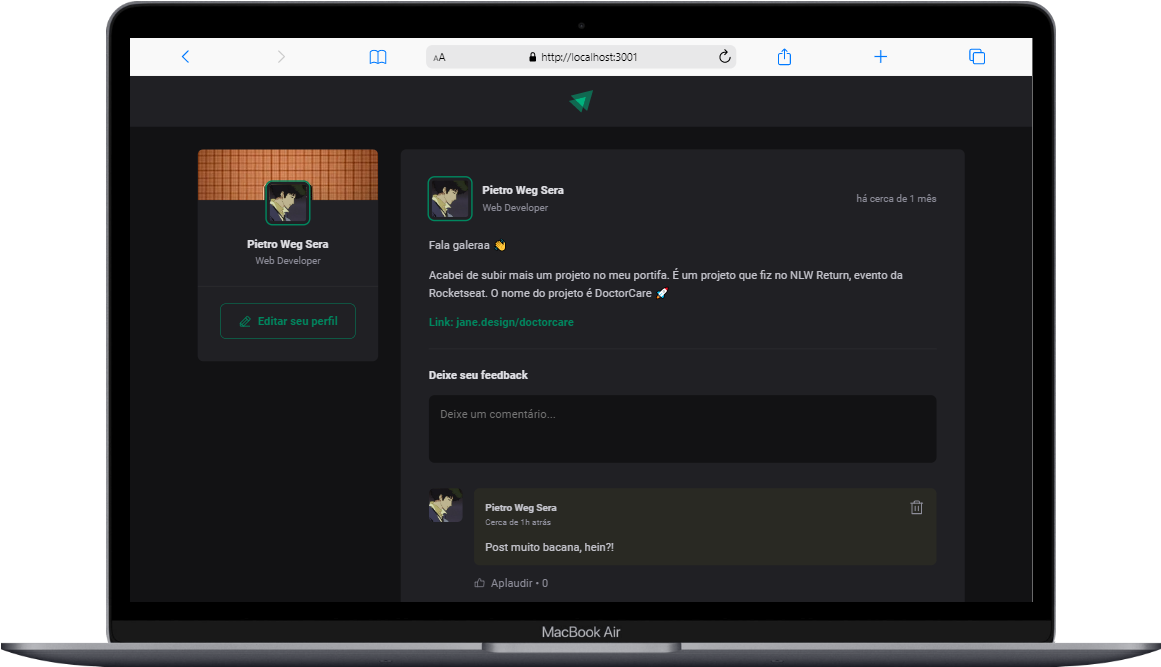 AA
http://localhost:3001
Pietro Weg Sera
Web Developer
Editar seu perfil
Pietro Weg Sera
Web Developer
há cerca de 1 mês
Fala galeraa 👋
Acabei de subir mais um projeto no meu portifa. É um projeto que fiz no NLW Return, evento da
Rocketseat. O nome do projeto é DoctorCare 🚀
Link: jane.design/doctorcare
Deixe seu feedback
Deixe um comentário...
Pietro Weg Sera
Cerca de 1h atrás
Post muito bacana, hein?!
Aplaudir • 0
MacBook Air